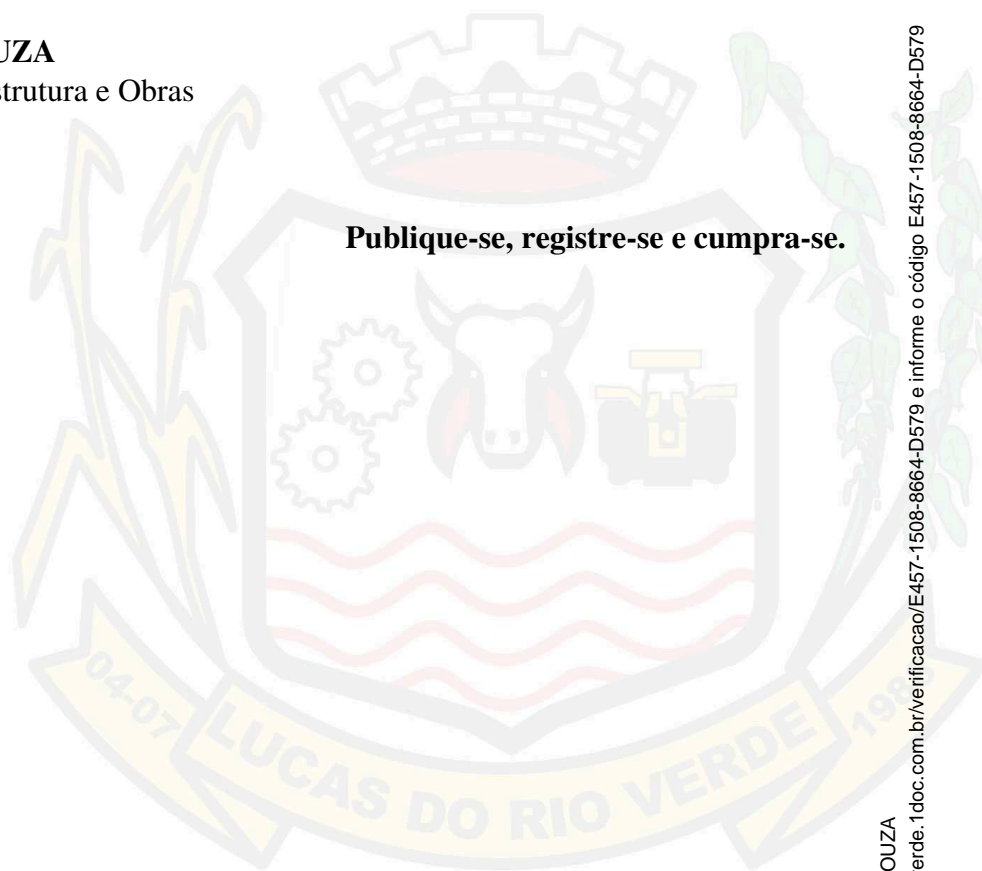 UZA
strutura e Obras
Publique-se, registre-se e cumpra-se.
04-07
LUCAS DO RIO VERDE
1988
OUZA
erde.1doc.com.br/verificacao/E457-1508-8664-D579 e informe o código E457-1508-8664-D579